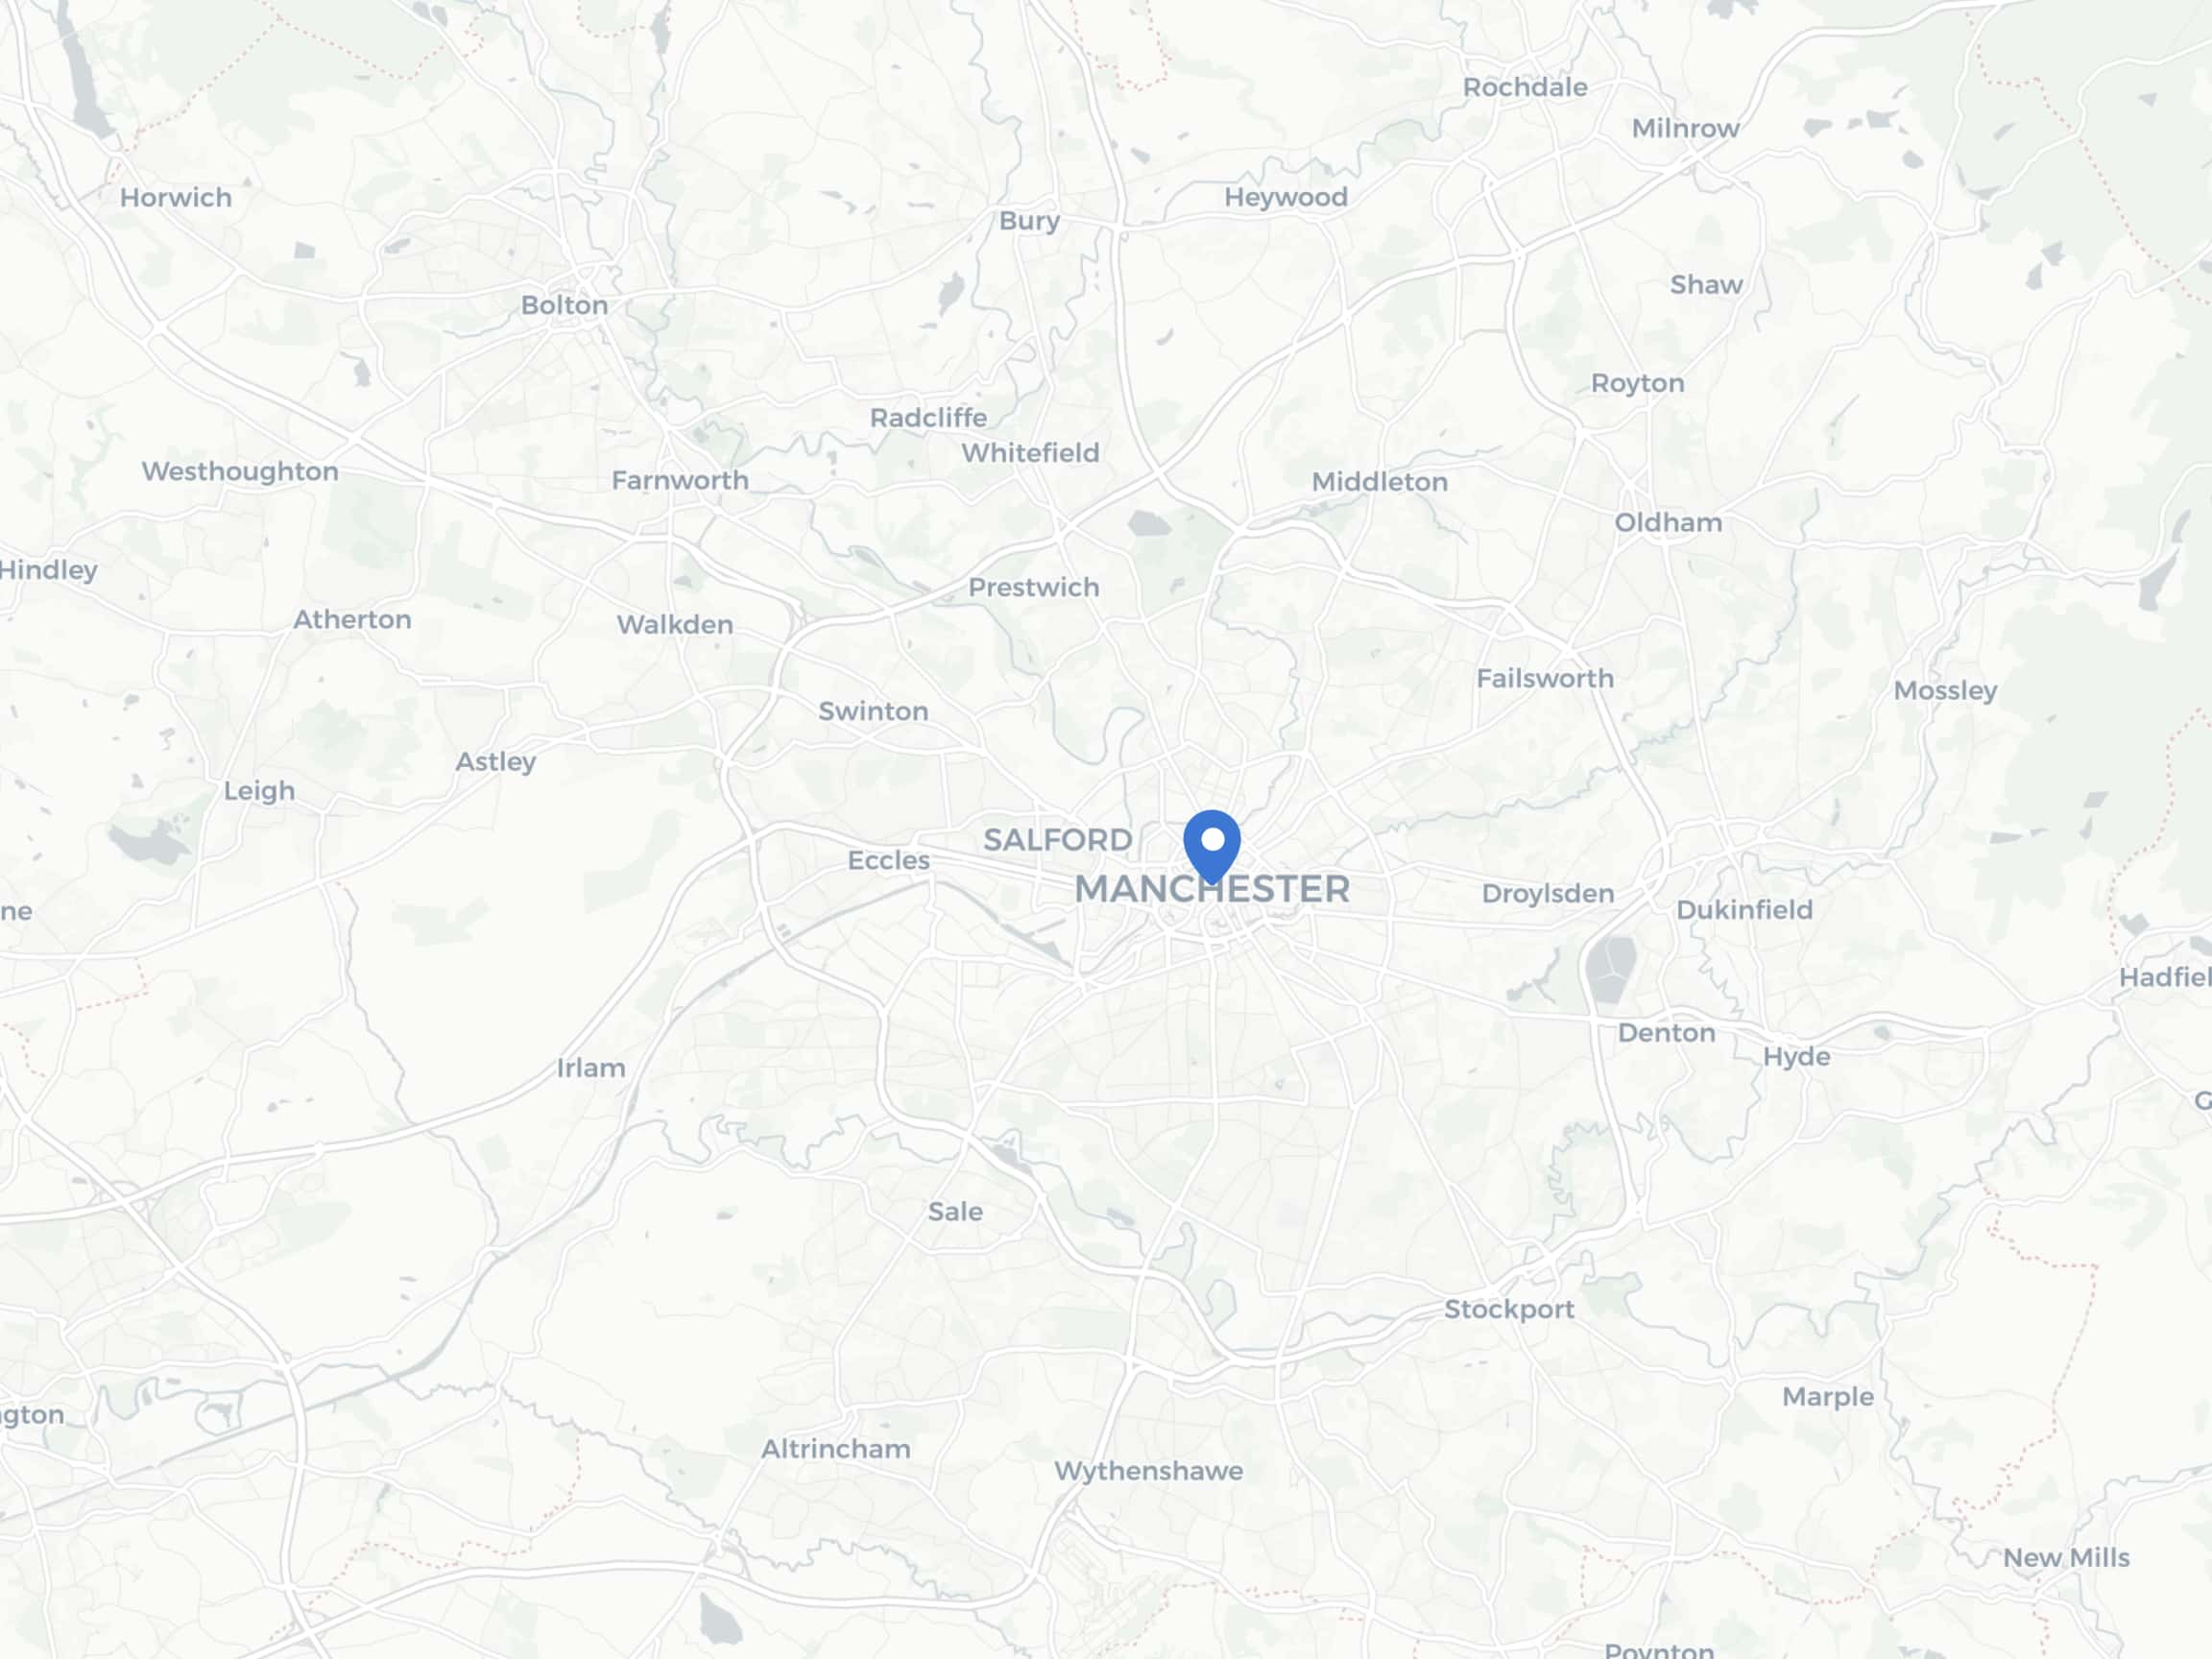 Rochdale
Milnrow
Horwich
Heywood
Bury
Shaw
Bolton
Royton
Radcliffe
Whitefield
Westhoughton
Farnworth
Middleton
Oldham
Hindley
Prestwich
Atherton
Walkden
Failsworth
Mossley
Swinton
Astley
Leigh
SALFORD
Eccles
MANCHESTER
Droylsden
Dukinfield
ne
Hadfiel
Denton
Hyde
Irlam
G
Sale
Stockport
Marple
gton
Altrincham
Wythenshawe
New Mills
Poynton